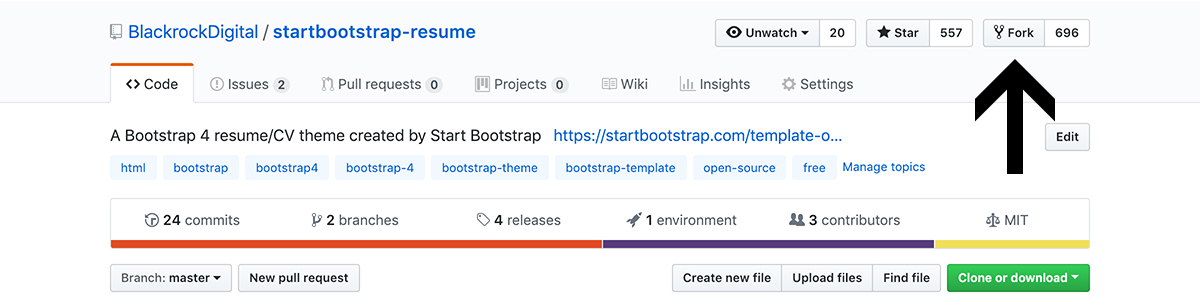 BlackrockDigital / startbootstrap-resume Unwatch 20 Star 557 Fork 696
Code Issues 2 Pull requests 0 Projects 0 Wiki Insights Settings
A Bootstrap 4 resume/CV theme created by Start Bootstrap https://startbootstrap.com/template-o... Edit
html bootstrap bootstrap4 bootstrap-4 bootstrap-theme bootstrap-template open-source free Manage topics
24 commits 2 branches 4 releases 1 environment 3 contributors MIT
Branch: master New pull request Create new file Upload files Find file Clone or download